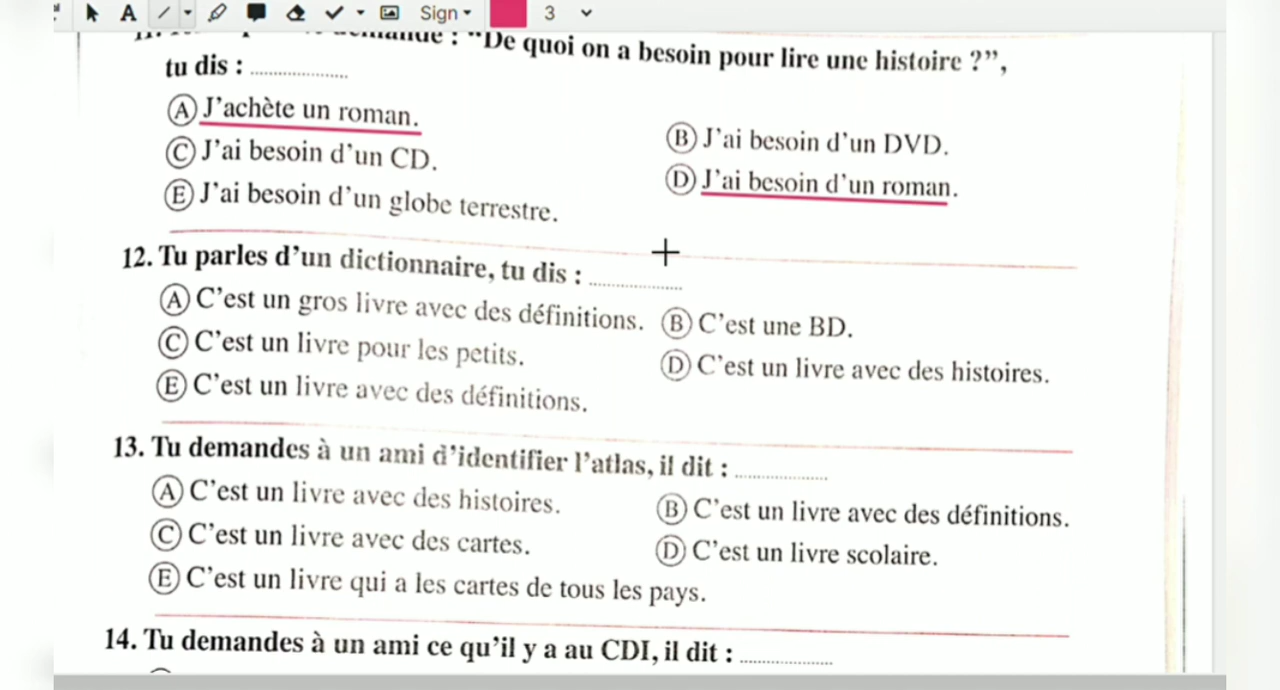 Sign 3
demande : “De quoi on a besoin pour lire une histoire ?”,
tu dis :
Ⓐ J’achète un roman.
Ⓑ J’ai besoin d’un DVD.
Ⓒ J’ai besoin d’un CD.
Ⓓ J’ai besoin d’un roman.
Ⓔ J’ai besoin d’un globe terrestre.
12. Tu parles d’un dictionnaire, tu dis :
Ⓐ C’est un gros livre avec des définitions. Ⓑ C’est une BD.
Ⓒ C’est un livre pour les petits.
Ⓓ C’est un livre avec des histoires.
Ⓔ C’est un livre avec des définitions.
13. Tu demandes à un ami d’identifier l’atlas, il dit :
Ⓐ C’est un livre avec des histoires.
Ⓑ C’est un livre avec des définitions.
Ⓒ C’est un livre avec des cartes.
Ⓓ C’est un livre scolaire.
Ⓔ C’est un livre qui a les cartes de tous les pays.
14. Tu demandes à un ami ce qu’il y a au CDI, il dit :